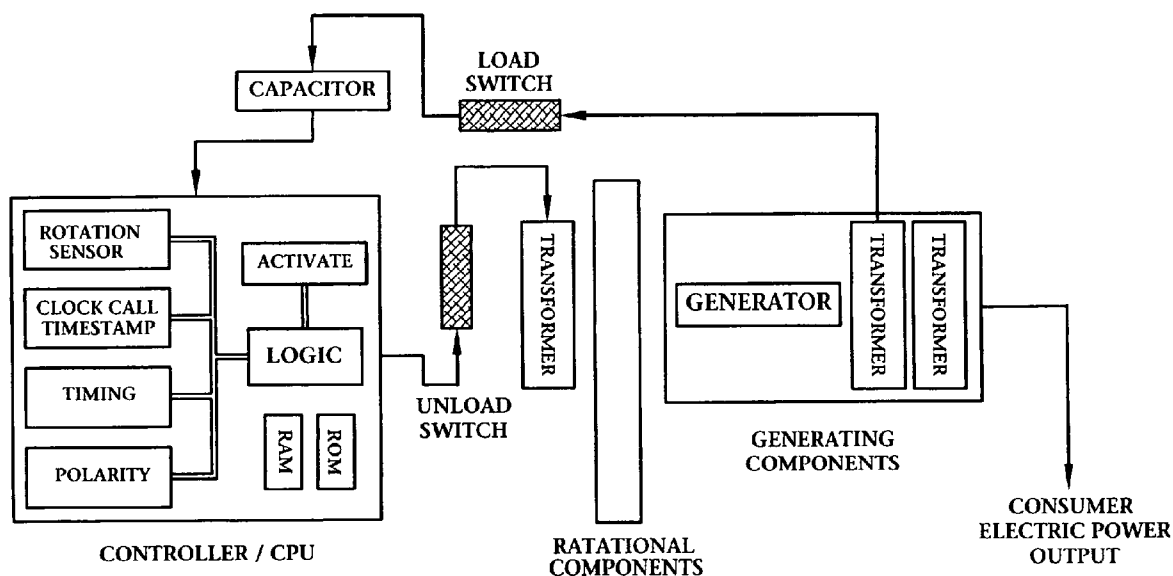 LOAD
SWITCH
CAPACITOR
ROTATION
SENSOR
ACTIVATE
CLOCK CALL
TIMESTAMP
LOGIC
TIMING
RAM
ROM
POLARITY
CONTROLLER / CPU
UNLOAD
SWITCH
TRANSFORMER
RATATIONAL
COMPONENTS
GENERATOR
TRANSFORMER
TRANSFORMER
GENERATING
COMPONENTS
CONSUMER
ELECTRIC POWER
OUTPUT